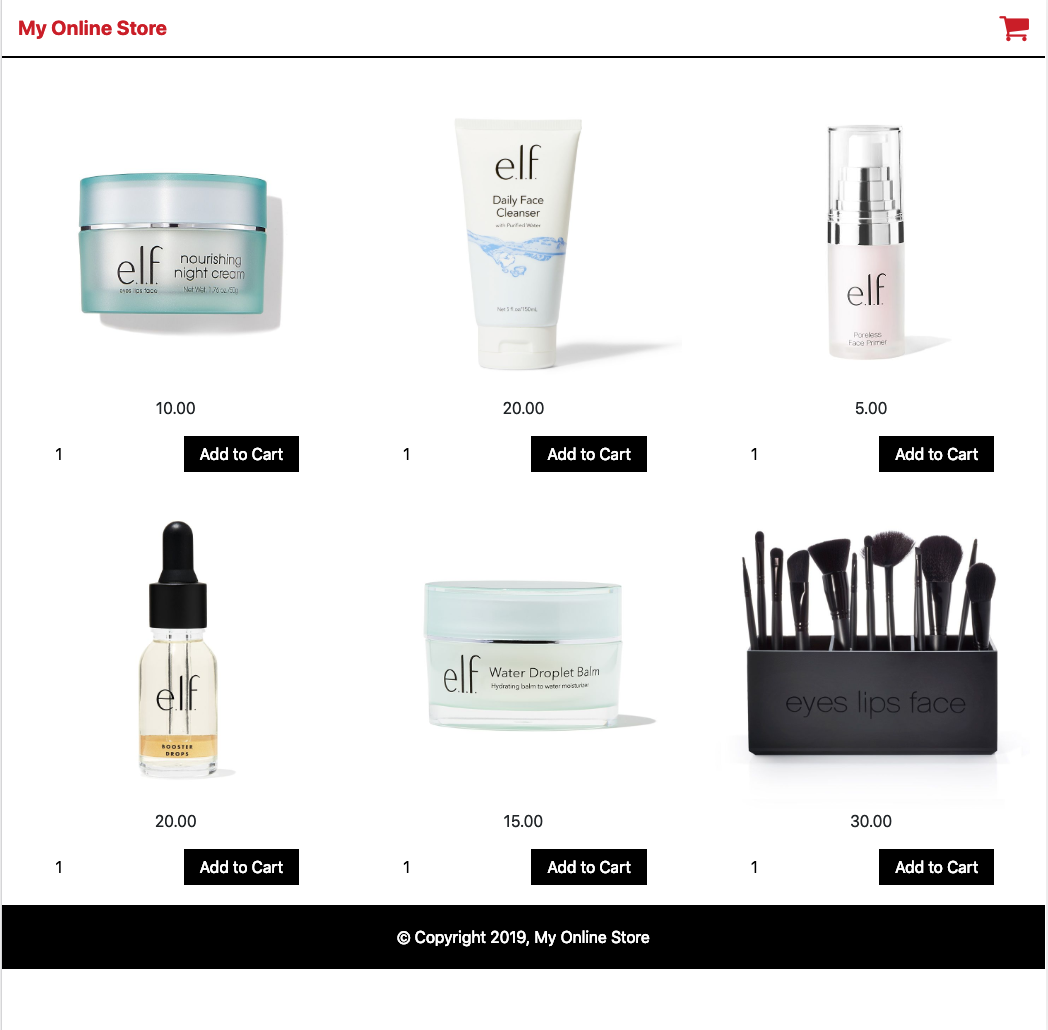 My Online Store
e.l.f.
nourishing
night cream
eyes lips face
Net Wt. 1.76 oz/50g
e.l.f.
Daily Face
Cleanser
with Purified Water
Net 5 fl oz/150mL
e.l.f.
Poreless
Face Primer
10.00
20.00
5.00
1
Add to Cart
1
Add to Cart
1
Add to Cart
e.l.f.
BOOSTER
DROPS
e.l.f.
Water Droplet Balm
Hydrating balm to water moisturizer
eyes lips face
20.00
15.00
30.00
1
Add to Cart
1
Add to Cart
1
Add to Cart
© Copyright 2019, My Online Store